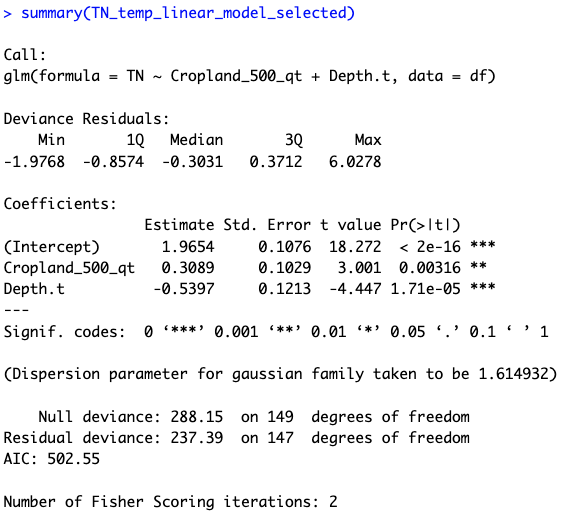 > summary(TN_temp_linear_model_selected)
Call:
glm(formula = TN ~ Cropland_500_qt + Depth.t, data = df)
Deviance Residuals:
    Min       1Q   Median       3Q      Max
-1.9768  -0.8574  -0.3031   0.3712   6.0278
Coefficients:
                Estimate Std. Error t value Pr(>|t|)
(Intercept)       1.9654     0.1076  18.272  < 2e-16 ***
Cropland_500_qt   0.3089     0.1029   3.001  0.00316 **
Depth.t          -0.5397     0.1213  -4.447 1.71e-05 ***
---
Signif. codes:  0 ‘***’ 0.001 ‘**’ 0.01 ‘*’ 0.05 ‘.’ 0.1 ‘ ’ 1
(Dispersion parameter for gaussian family taken to be 1.614932)
    Null deviance: 288.15  on 149  degrees of freedom
Residual deviance: 237.39  on 147  degrees of freedom
AIC: 502.55
Number of Fisher Scoring iterations: 2